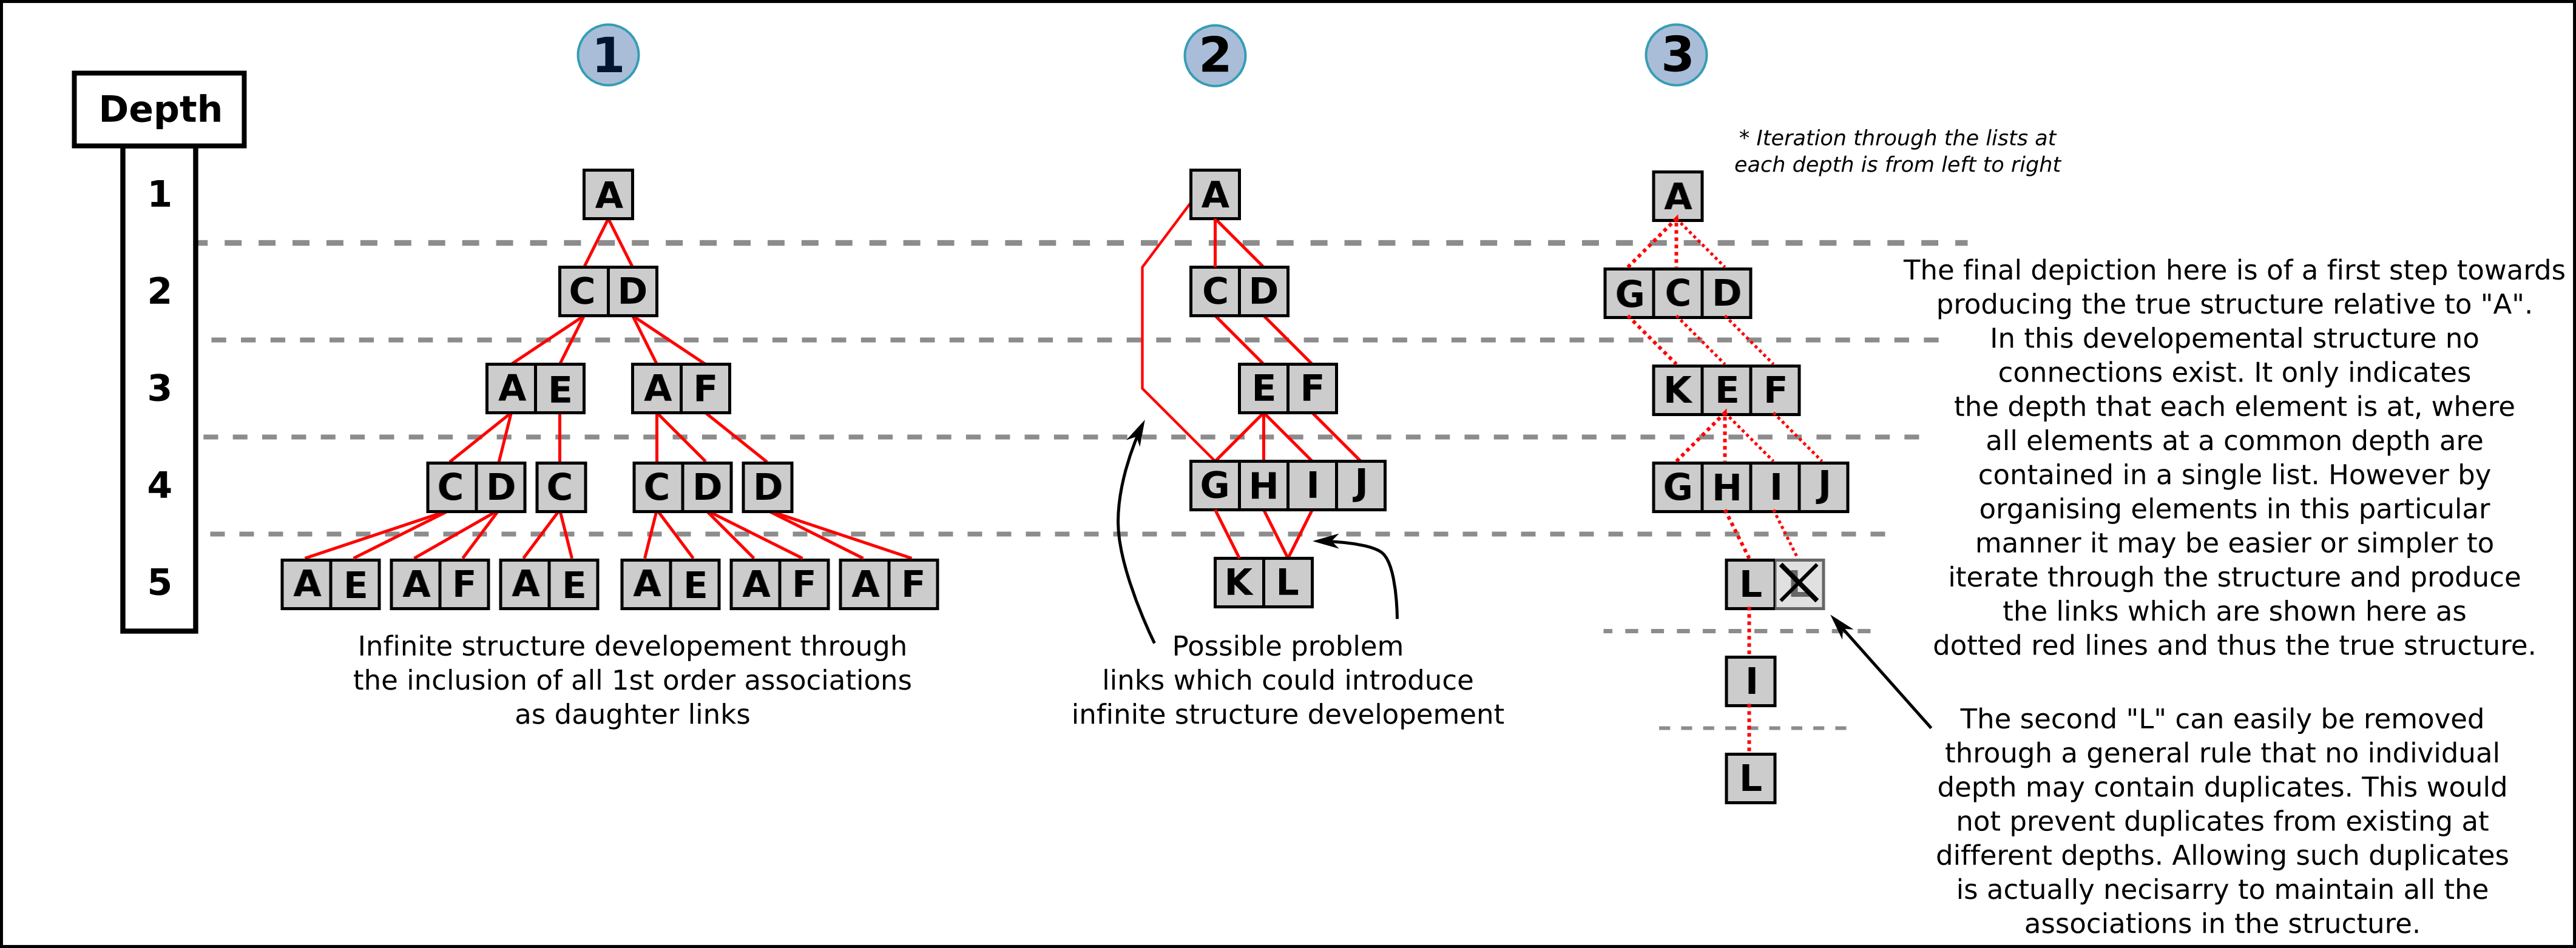 1
2
3
Depth
* Iteration through the lists at
each depth is from left to right
1
A
A
A
2
C D
C D
G C D
3
A E A F
E F
K E F
4
C D C C D D
G H I J
G H I J
5
A E A F A E A E A F A F
K L
L L
I
L
Infinite structure developement through
the inclusion of all 1st order associations
as daughter links
Possible problem
links which could introduce
infinite structure developement
The final depiction here is of a first step towards
producing the true structure relative to "A".
In this developemental structure no
connections exist. It only indicates
the depth that each element is at, where
all elements at a common depth are
contained in a single list. However by
organising elements in this particular
manner it may be easier or simpler to
iterate through the structure and produce
the links which are shown here as
dotted red lines and thus the true structure.
The second "L" can easily be removed
through a general rule that no individual
depth may contain duplicates. This would
not prevent duplicates from existing at
different depths. Allowing such duplicates
is actually necisarry to maintain all the
associations in the structure.